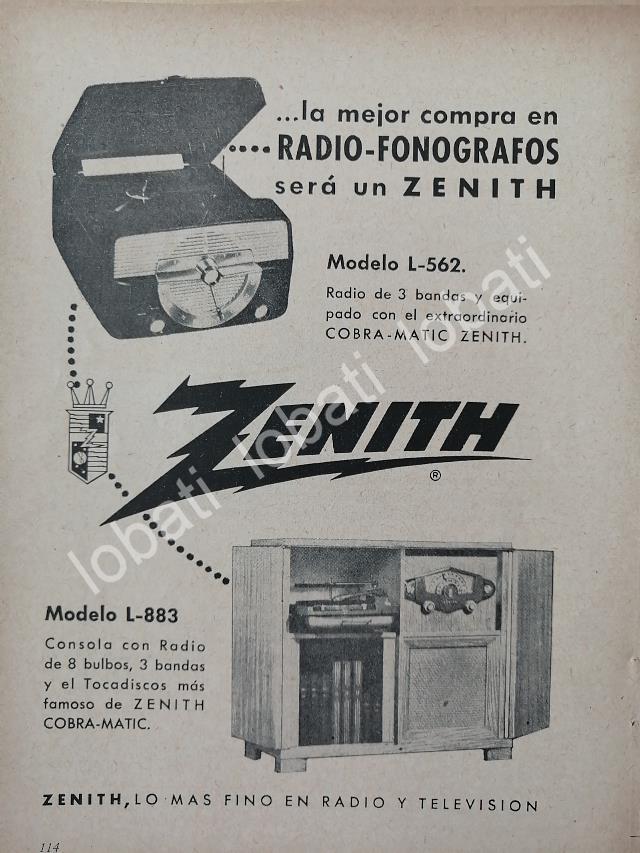 ...la mejor compra en
RADIO-FONOGRAFOS
será un ZENITH
Modelo L-562.
Radio de 3 bandas y equi-
pado con el extraordinario
COBRA-MATIC ZENITH.
ZENITH
®
lobati lobati lobati lobati
Modelo L-883
Consola con Radio
de 8 bulbos, 3 bandas
y el Tocadiscos más
famoso de ZENITH
COBRA-MATIC.
ZENITH, LO MAS FINO EN RADIO Y TELEVISION
114